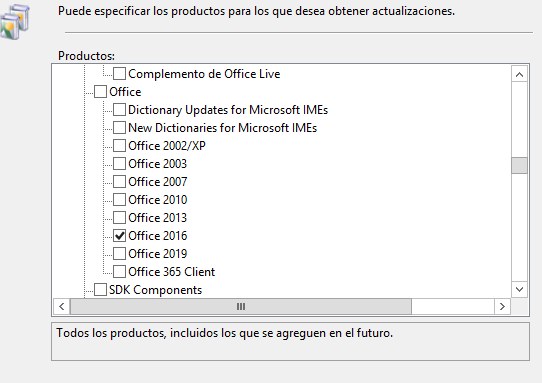 Puede especificar los productos para los que desea obtener actualizaciones.
Productos:
Complemento de Office Live
Office
Dictionary Updates for Microsoft IMEs
New Dictionaries for Microsoft IMEs
Office 2002/XP
Office 2003
Office 2007
Office 2010
Office 2013
Office 2016
Office 2019
Office 365 Client
SDK Components
Todos los productos, incluidos los que se agreguen en el futuro.